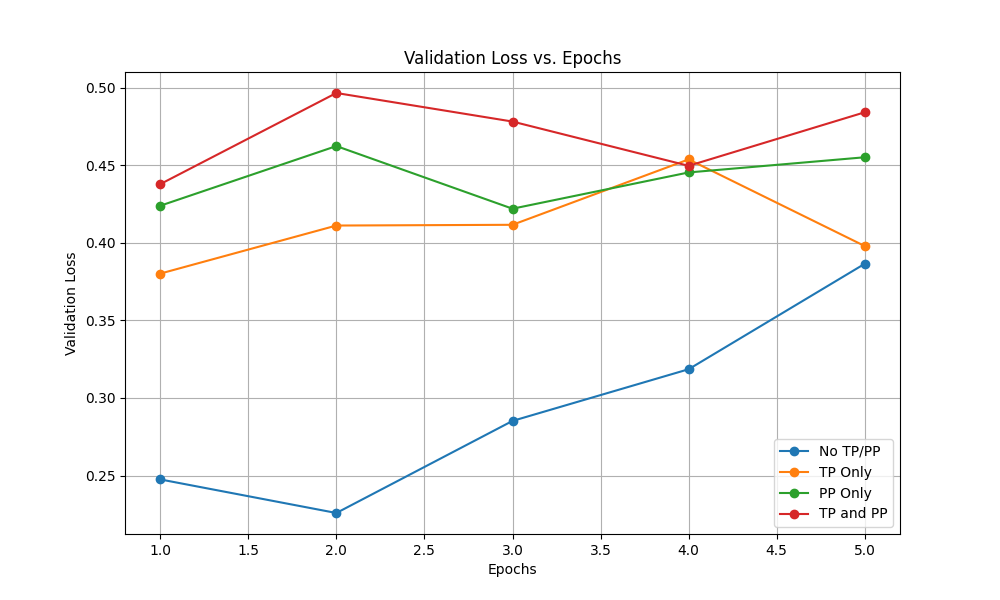 Validation Loss vs. Epochs
0.50
0.45
0.40
0.35
0.30
0.25
Validation Loss
1.0 1.5 2.0 2.5 3.0 3.5 4.0 4.5 5.0
Epochs
No TP/PP
TP Only
PP Only
TP and PP